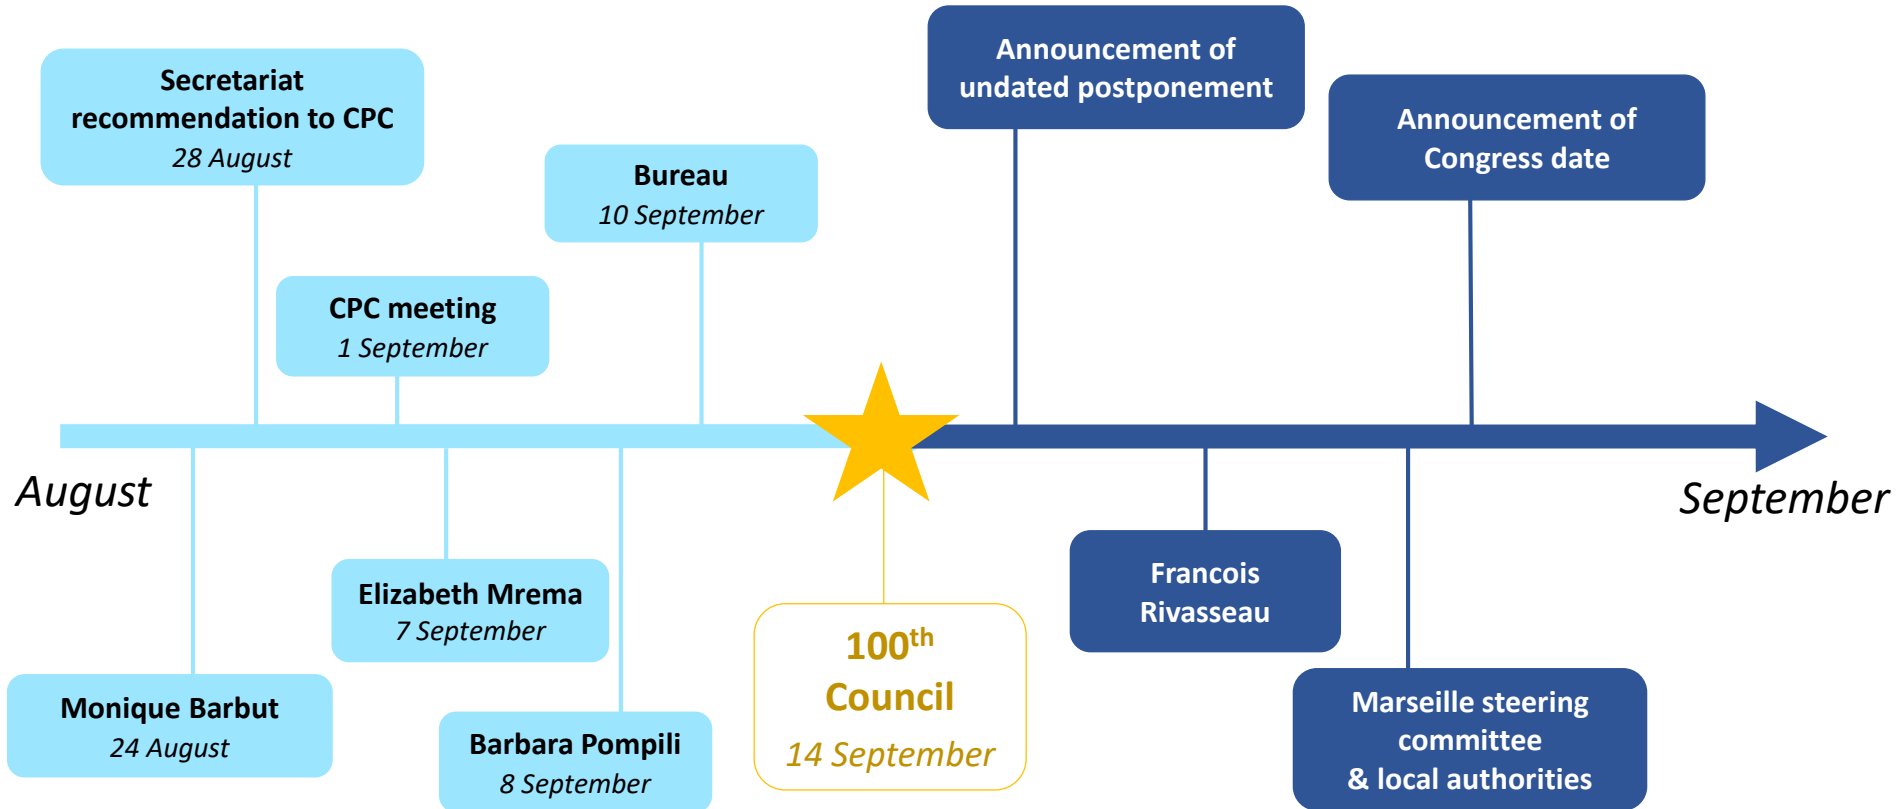 Secretariat
recommendation to CPC
28 August
CPC meeting
1 September
Bureau
10 September
Announcement of
undated postponement
Announcement of
Congress date
August
September
Monique Barbut
24 August
Elizabeth Mrema
7 September
Barbara Pompili
8 September
100th
Council
14 September
Francois
Rivasseau
Marseille steering
committee
& local authorities